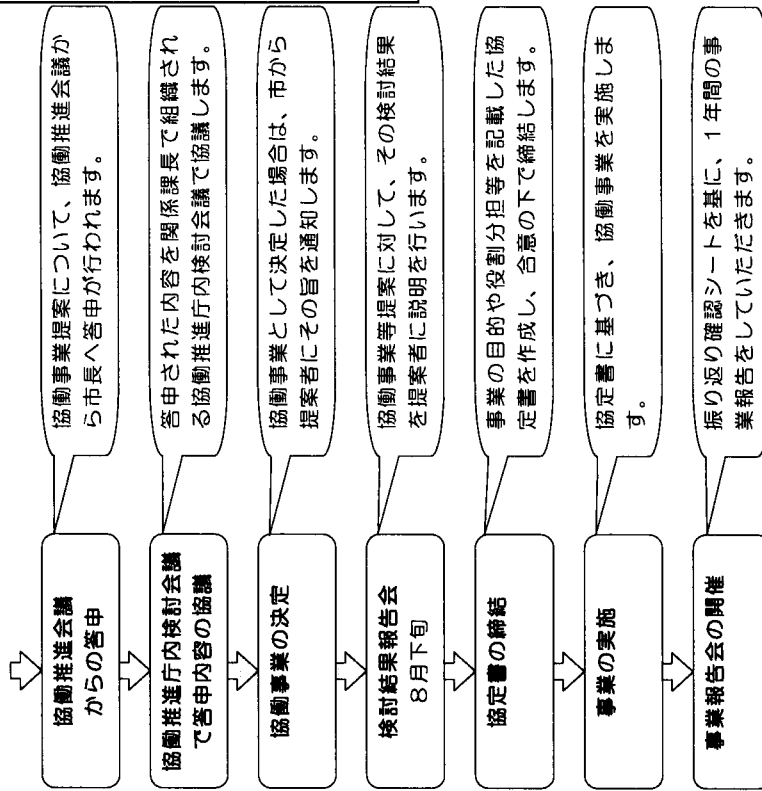 協働推進会議
からの答申
協働事業提案について、協働推進会議か
ら市長へ答申が行われます。
協働推進庁内検討会議
で答申内容の協議
答申された内容を関係課長で組織され
る協働推進庁内検討会議で協議します。
協働事業の決定
協働事業として決定した場合は、市から
提案者にその旨を通知します。
検討結果報告会
8月下旬
協働事業等提案に対して、その検討結果
を提案者に説明を行います。
協定書の締結
事業の目的や役割分担等を記載した協
定書を作成し、合意の下で締結します。
事業の実施
協定書に基づき、協働事業を実施しま
す。
事業報告会の開催
振り返り確認シートを基に、1年間の事
業報告をしていただきます。